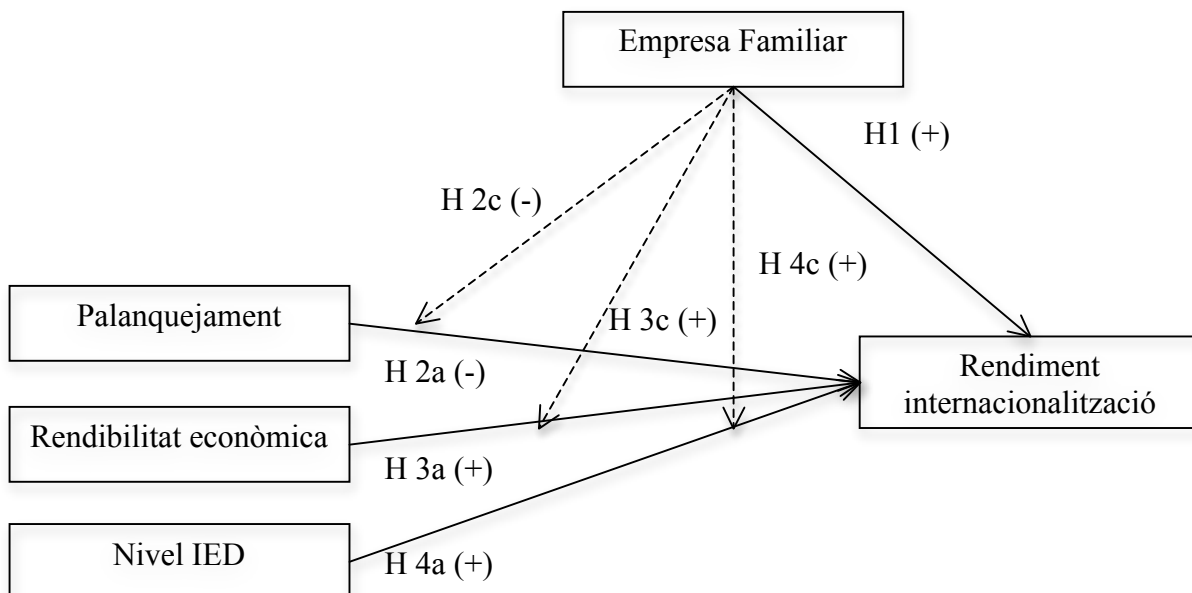 Empresa Familiar
H1 (+)
H 2c (-)
H 4c (+)
Palanquejament
H 3c (+)
H 2a (-)
Rendiment
internacionalització
Rendibilitat econòmica
H 3a (+)
Nivel IED
H 4a (+)